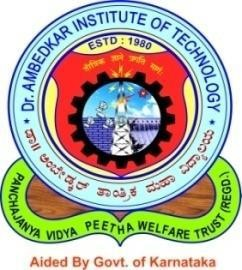 Dr. AMBEDKAR INSTITUTE OF TECHNOLOGY
ESTD : 1980
ಡಾ|| ಅಂಬೇಡ್ಕರ್ ತಾಂತ್ರಿಕ ಮಹಾ ವಿದ್ಯಾಲಯ
PANCHAJANYA VIDYA PEETHA WELFARE TRUST (REGD.)
Aided By Govt. of Karnataka